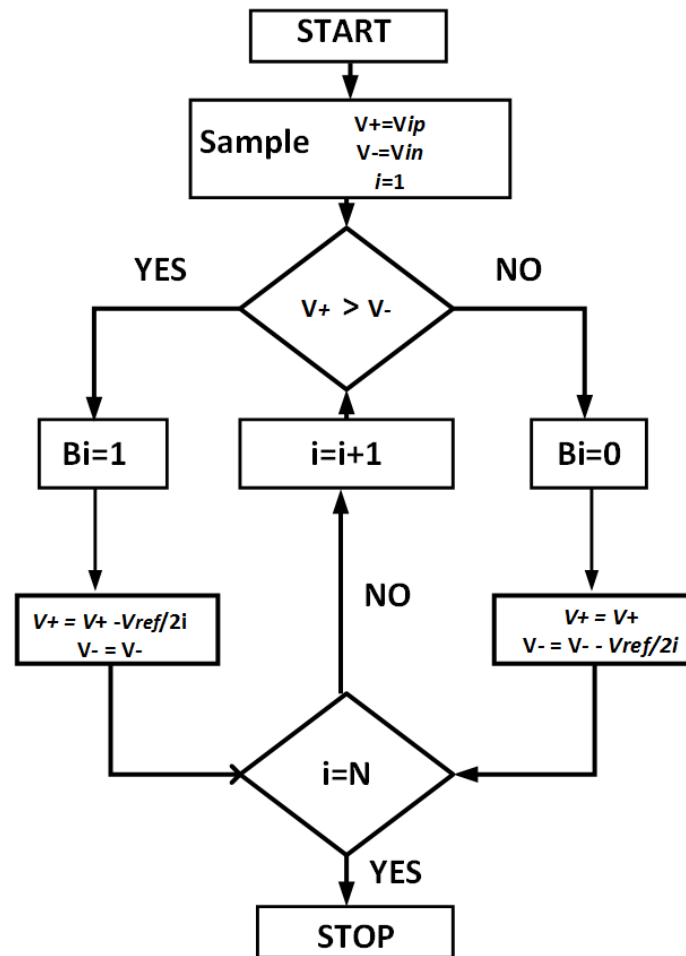 START
Sample
V+=Vip
V-=Vin
i=1
YES
NO
V+ > V-
Bi=1
i=i+1
Bi=0
V+ = V+ -Vref/2i
V- = V-
NO
V+ = V+
V- = V- - Vref/2i
i=N
YES
STOP